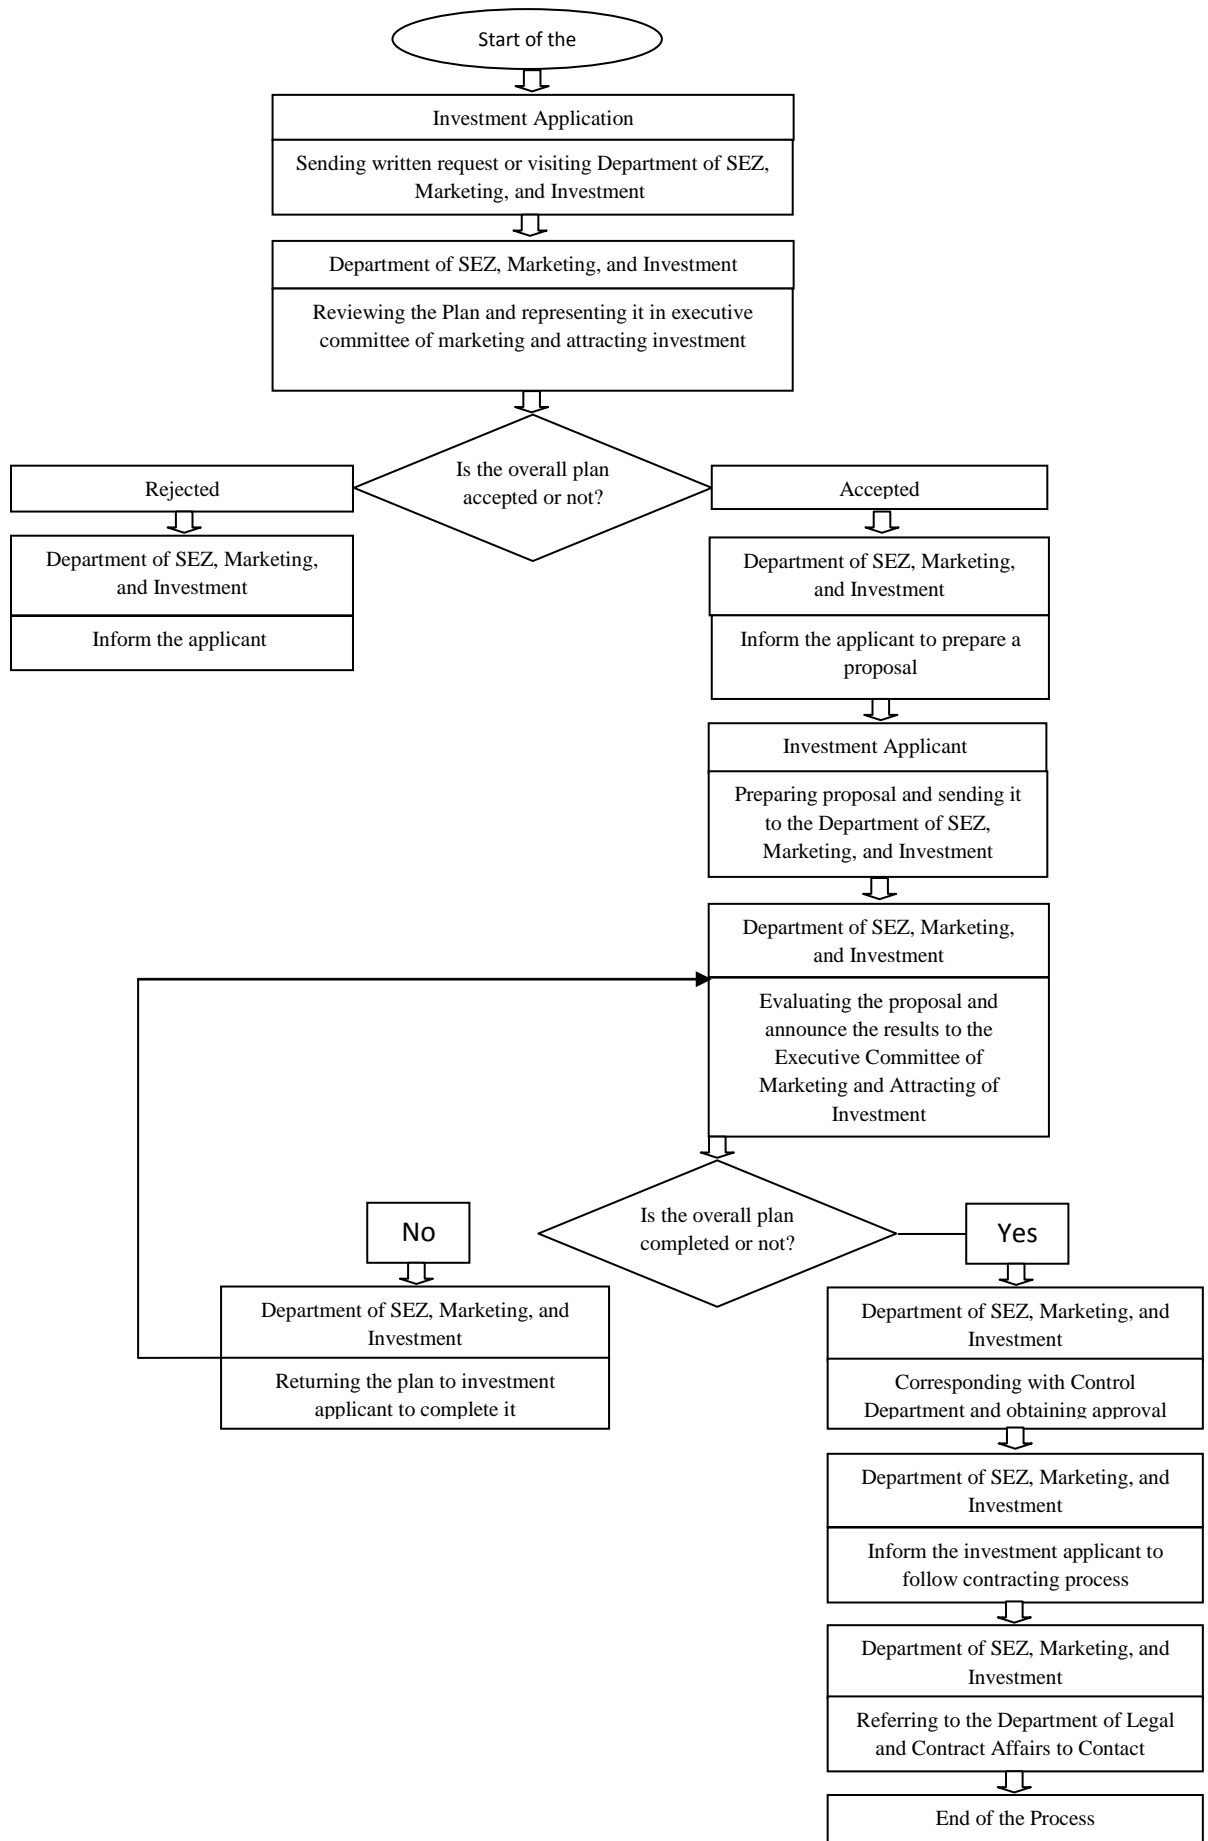 Start of the
Investment Application
Sending written request or visiting Department of SEZ,
Marketing, and Investment
Department of SEZ, Marketing, and Investment
Reviewing the Plan and representing it in executive
committee of marketing and attracting investment
Is the overall plan
accepted or not?
Rejected
Department of SEZ, Marketing,
and Investment
Inform the applicant
Accepted
Department of SEZ, Marketing,
and Investment
Inform the applicant to prepare a
proposal
Investment Applicant
Preparing proposal and sending it
to the Department of SEZ,
Marketing, and Investment
Department of SEZ, Marketing,
and Investment
Evaluating the proposal and
announce the results to the
Executive Committee of
Marketing and Attracting of
Investment
Is the overall plan
completed or not?
No
Department of SEZ, Marketing, and
Investment
Returning the plan to investment
applicant to complete it
Yes
Department of SEZ, Marketing, and
Investment
Corresponding with Control
Department and obtaining approval
Department of SEZ, Marketing, and
Investment
Inform the investment applicant to
follow contracting process
Department of SEZ, Marketing, and
Investment
Referring to the Department of Legal
and Contract Affairs to Contact
End of the Process